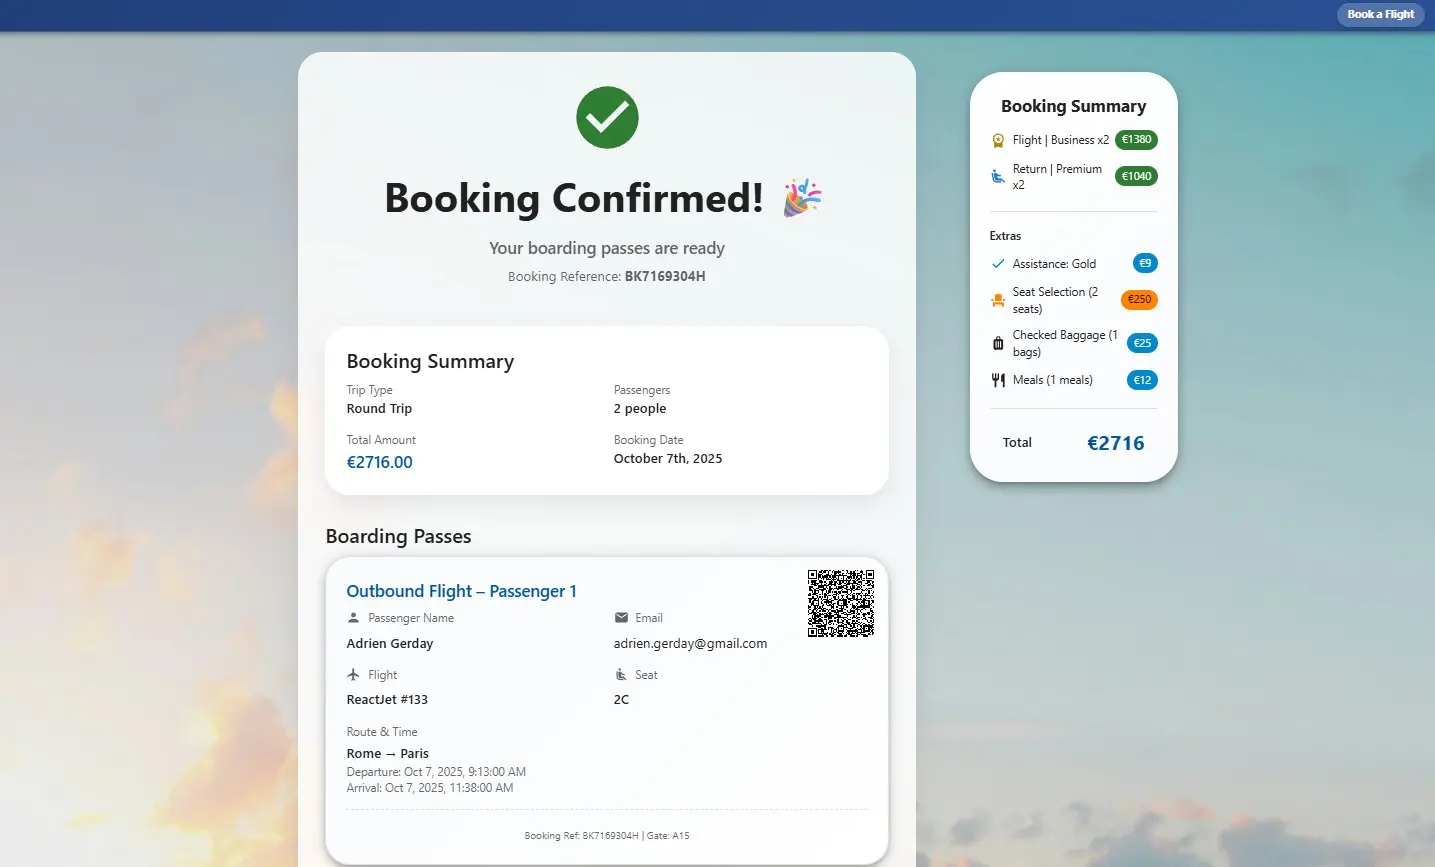 Book a Flight
Booking Confirmed!
Your boarding passes are ready
Booking Reference: BK7169304H
Booking Summary
Trip Type
Round Trip
Passengers
2 people
Total Amount
€2716.00
Booking Date
October 7th, 2025
Boarding Passes
Outbound Flight – Passenger 1
Passenger Name
Adrien Gerday
Email
adrien.gerday@gmail.com
Flight
ReactJet #133
Seat
2C
Route & Time
Rome → Paris
Departure: Oct 7, 2025, 9:13:00 AM
Arrival: Oct 7, 2025, 11:38:00 AM
Booking Ref: BK7169304H | Gate: A15
Booking Summary
Flight | Business x2 €1380
Return | Premium
x2
€1040
Extras
Assistance: Gold €9
Seat Selection (2
seats)
€250
Checked Baggage (1
bags)
€25
Meals (1 meals) €12
Total €2716